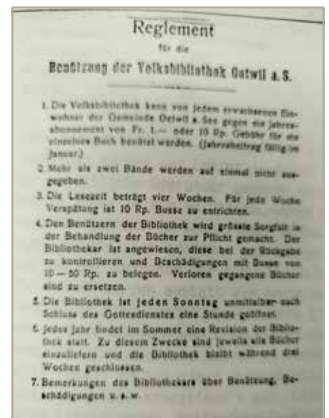 Reglement
für die
Benützung der Volksbibliothek Oetwil a. S.
1. Die Volksbibliothek kann von jedem erwachsenen Ein-
wohner der Gemeinde Oetwil a. See gegen ein Jahres-
abonnement von Fr. 1.— oder 10 Rp. Gebühr für ein
einzelnes Buch benützt werden. (Jahresbeitrag fällig im
Januar.)
2. Mehr als zwei Bände werden auf einmal nicht aus-
gegeben.
3. Die Lesezeit beträgt vier Wochen. Für jede Woche
Verspätung ist 10 Rp. Busse zu entrichten.
4. Den Benützern der Bibliothek wird grösste Sorgfalt in
der Behandlung der Bücher zur Pflicht gemacht. Der
Bibliothekar ist angewiesen, diese bei der Rückgabe
zu kontrollieren und Beschädigungen mit Busse von
10—50 Rp. zu belegen. Verloren gegangene Bücher
sind zu ersetzen.
5. Die Bibliothek ist jeden Sonntag unmittelbar nach
Schluss des Gottesdienstes eine Stunde geöffnet.
6. Jedes Jahr findet im Sommer eine Revision der Biblio-
thek statt. Zu diesem Zwecke sind jeweils alle Bücher
einzuliefern und die Bibliothek bleibt während drei
Wochen geschlossen.
7. Bemerkungen des Bibliothekars über Benützung, Be-
schädigungen u. s. w.